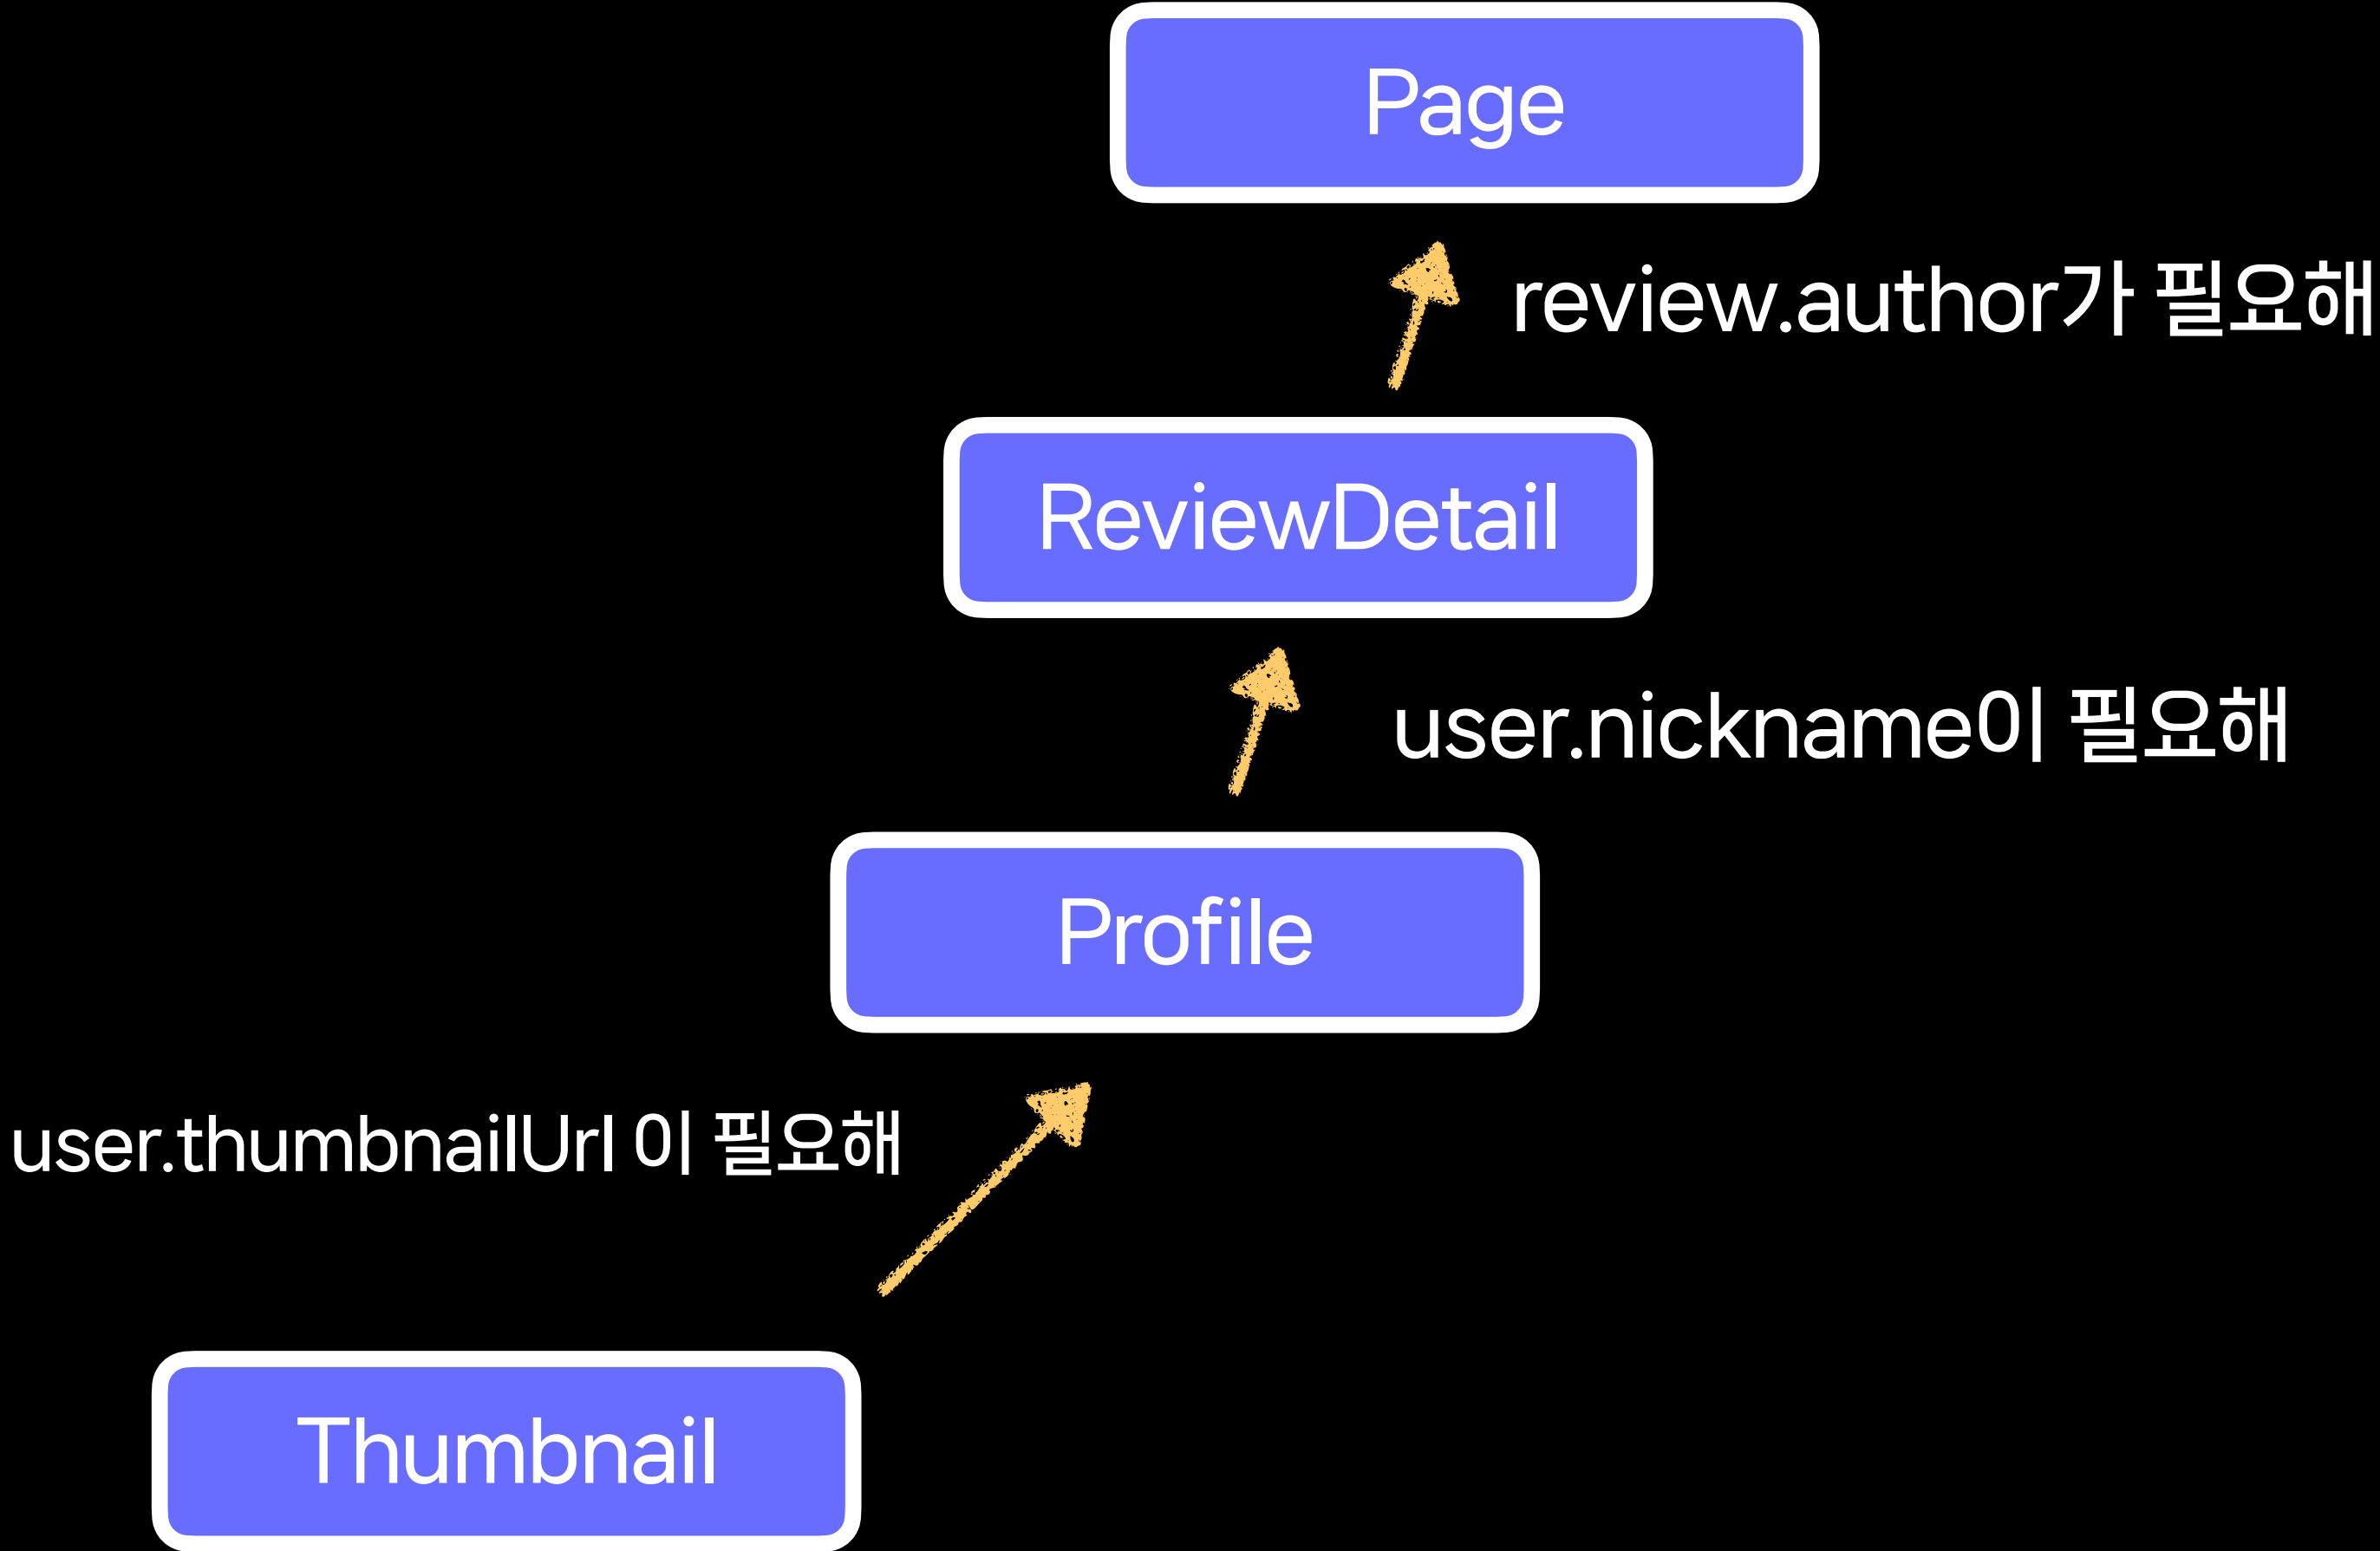 Page
review.author가 필요해
ReviewDetail
user.nickname이 필요해
Profile
user.thumbnailUrl 이 필요해
Thumbnail